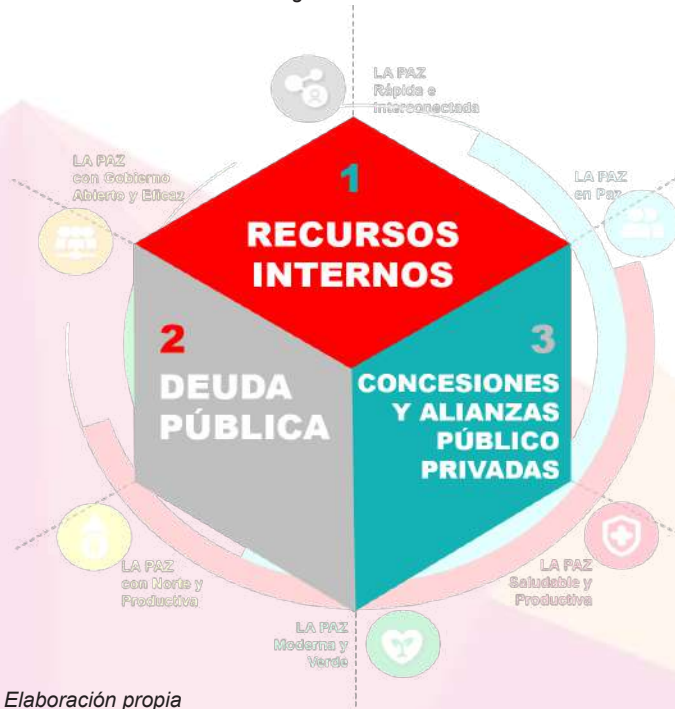 LA PAZ
Rápida e
Interconectada
LA PAZ
con Gobierno
Abierto y Eficaz
LA PAZ
en Paz
1
RECURSOS
INTERNOS
2
DEUDA
PÚBLICA
3
CONCESIONES
Y ALIANZAS
PÚBLICO
PRIVADAS
LA PAZ
con Norte y
Productiva
LA PAZ
Saludable y
Productiva
LA PAZ
Moderna y
Verde
Elaboración propia